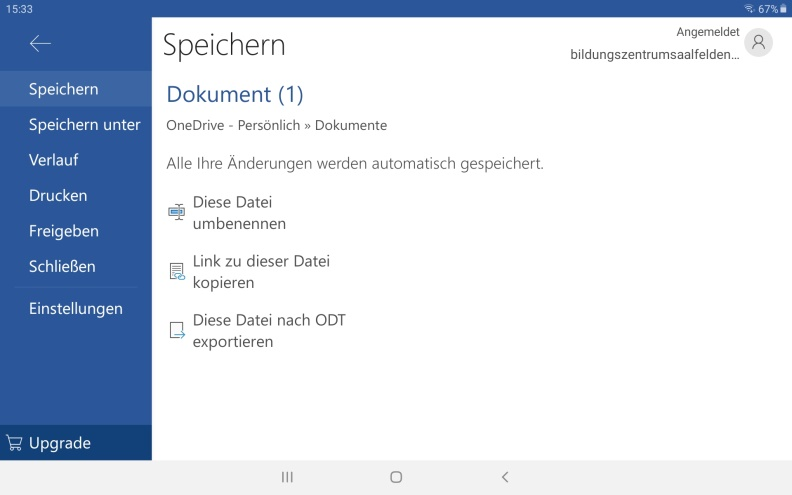 15:33
67%
Speichern
Angemeldet
bildungszentrumsaalfelden...
Speichern
Speichern unter
Verlauf
Drucken
Freigeben
Schließen
Einstellungen
Upgrade
Dokument (1)
OneDrive - Persönlich » Dokumente
Alle Ihre Änderungen werden automatisch gespeichert.
Diese Datei
umbenennen
Link zu dieser Datei
kopieren
Diese Datei nach ODT
exportieren